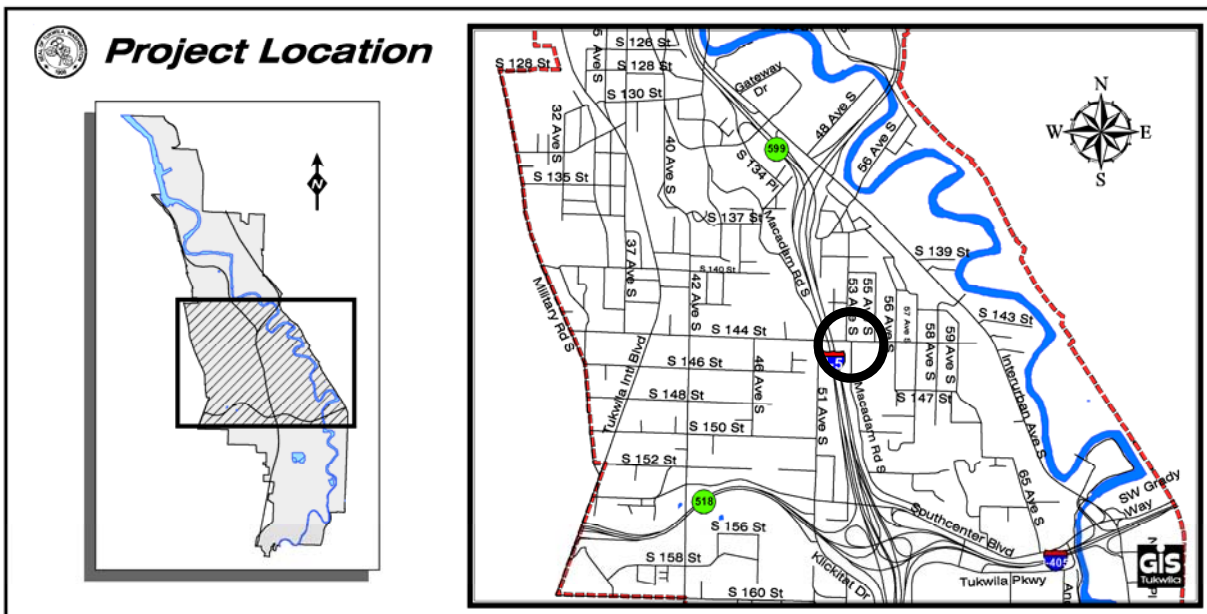 Project Location
SEAL OF TUKWILA, WASHINGTON
1908
N
N
W E
S
S 126 St
S 128 St
S 128 St
S 130 St
Gateway
Dr
32 Ave S
40 Ave S
S 134 Pl
599
48 Ave S
56 Ave S
S 135 St
S 137 St
Macadam Rd S
S 139 St
37 Ave S
S 140 St
42 Ave S
Military Rd S
53 Ave S
55 Ave S
56 Ave S
57 Ave S
58 Ave S
59 Ave S
S 143 St
S 144 St
Tukwila Intl Blvd
S 146 St
46 Ave S
-5
S 148 St
51 Ave S
Macadam Rd S
S 147 St
Interurban Ave S
S 150 St
S 152 St
518
65 Ave S
SW Grady
Way
Southcenter Blvd
S 156 St
S 158 St
Klickitat Dr
Tukwila Pkwy
-405
S 160 St
GIS
Tukwila